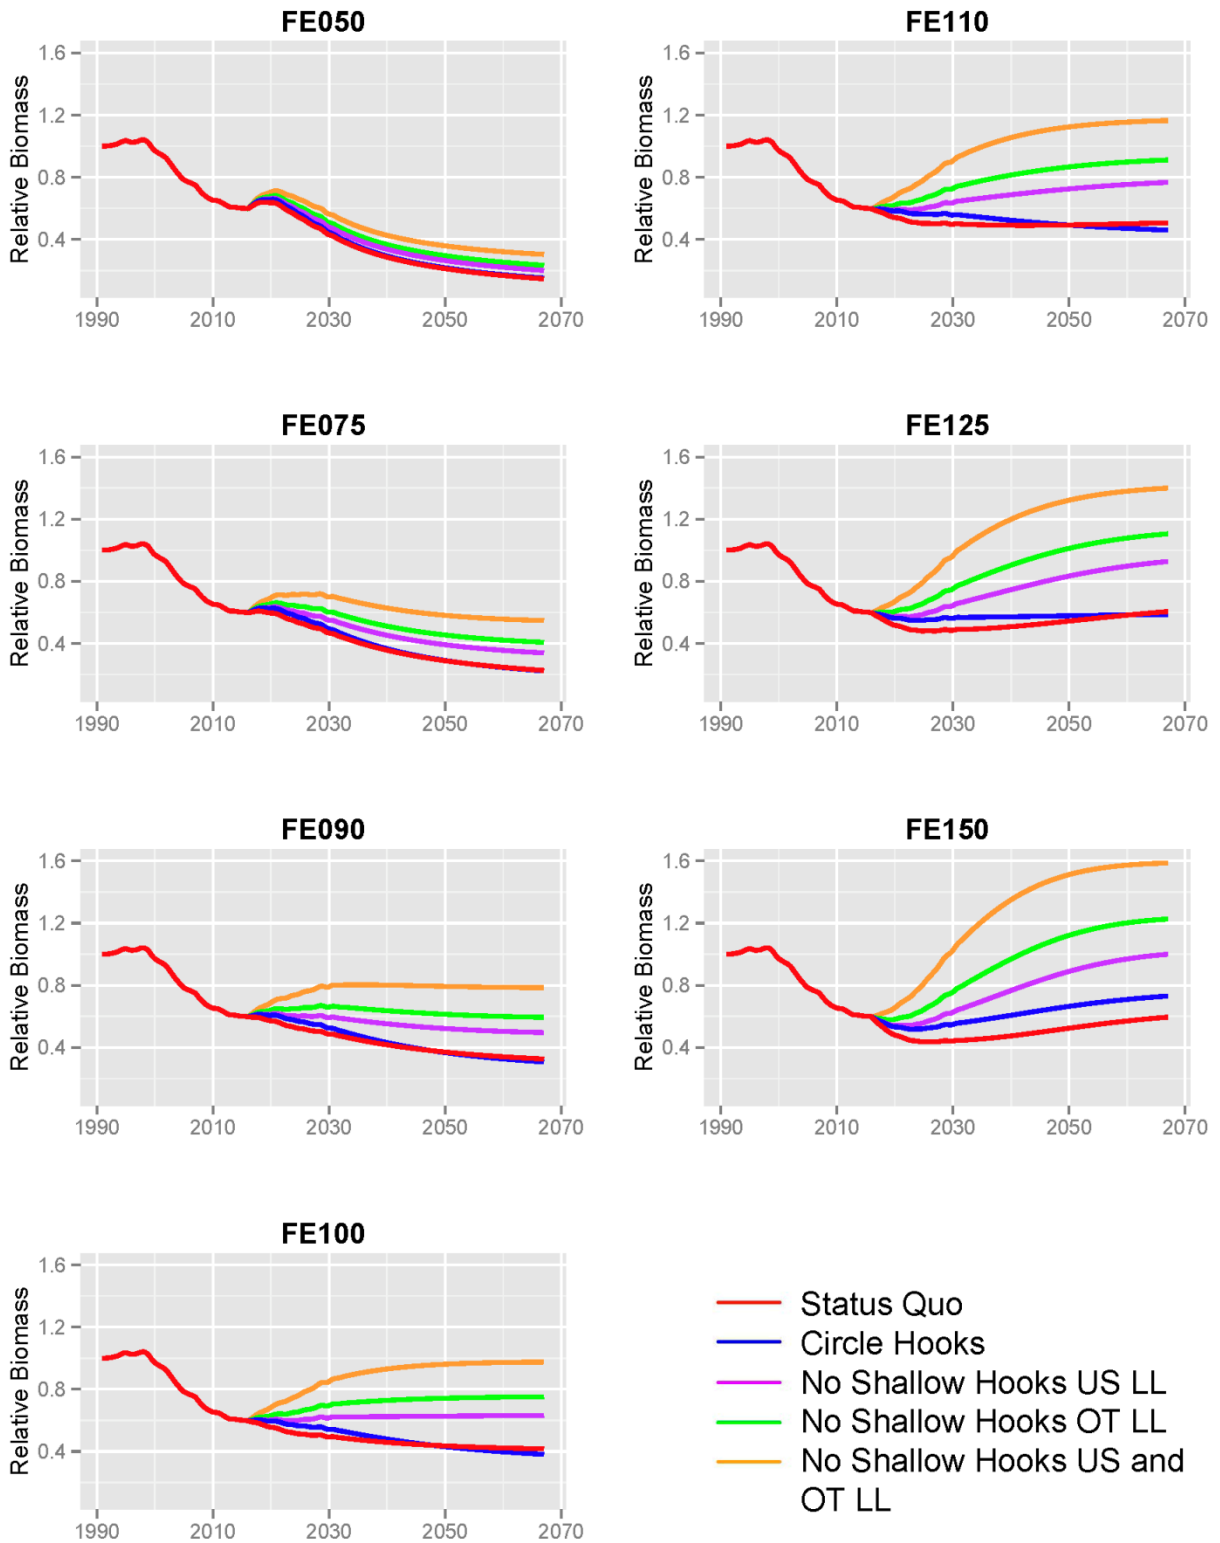 FE050
1.6
1.2
0.8
0.4
Relative Biomass
1990 2010 2030 2050 2070
FE110
1.6
1.2
0.8
0.4
Relative Biomass
1990 2010 2030 2050 2070
FE075
1.6
1.2
0.8
0.4
Relative Biomass
1990 2010 2030 2050 2070
FE125
1.6
1.2
0.8
0.4
Relative Biomass
1990 2010 2030 2050 2070
FE090
1.6
1.2
0.8
0.4
Relative Biomass
1990 2010 2030 2050 2070
FE150
1.6
1.2
0.8
0.4
Relative Biomass
1990 2010 2030 2050 2070
FE100
1.6
1.2
0.8
0.4
Relative Biomass
1990 2010 2030 2050 2070
Status Quo
Circle Hooks
No Shallow Hooks US LL
No Shallow Hooks OT LL
No Shallow Hooks US and
OT LL